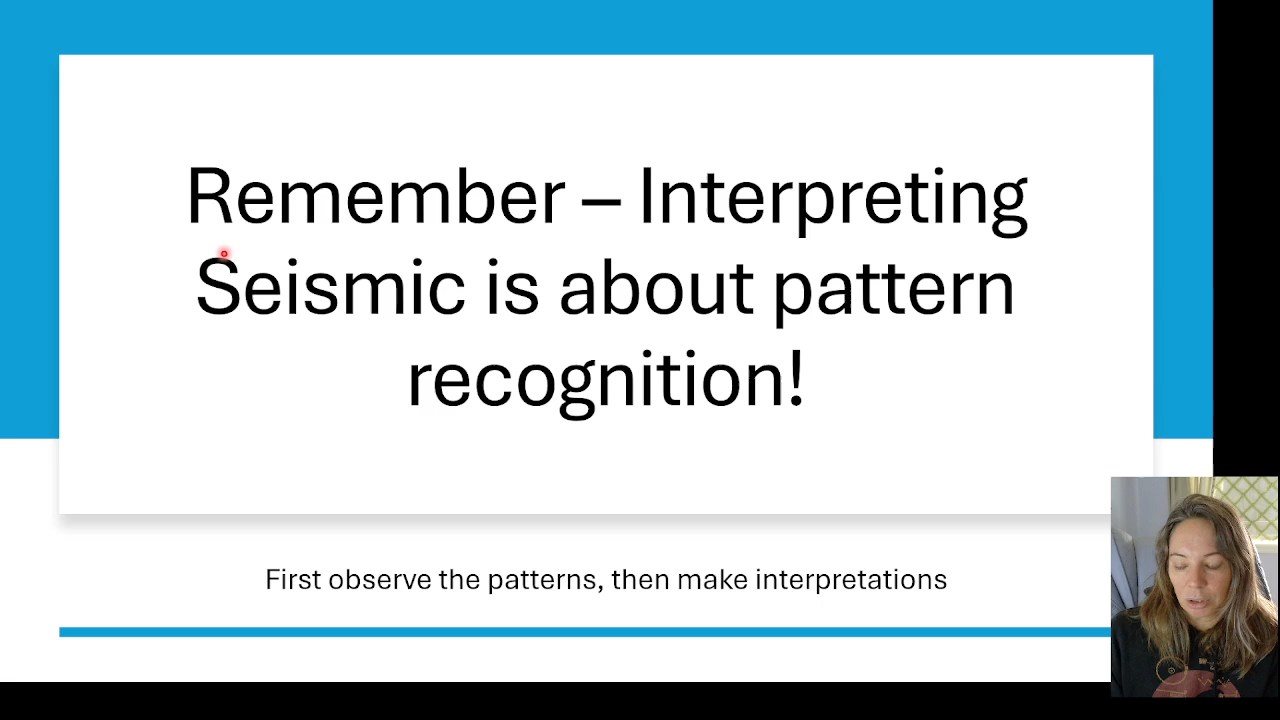 Remember – Interpreting
Seismic is about pattern
recognition!
First observe the patterns, then make interpretations